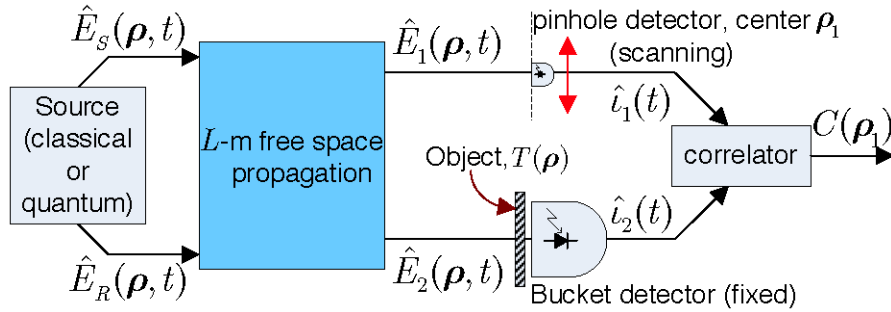 Ê_S(ρ, t)
Source
(classical
or
quantum)
Ê_R(ρ, t)
L-m free space
propagation
Ê_1(ρ, t)
pinhole detector, center ρ_1
(scanning)
î_1(t)
Object, T(ρ)
Ê_2(ρ, t)
î_2(t)
Bucket detector (fixed)
correlator
C(ρ_1)